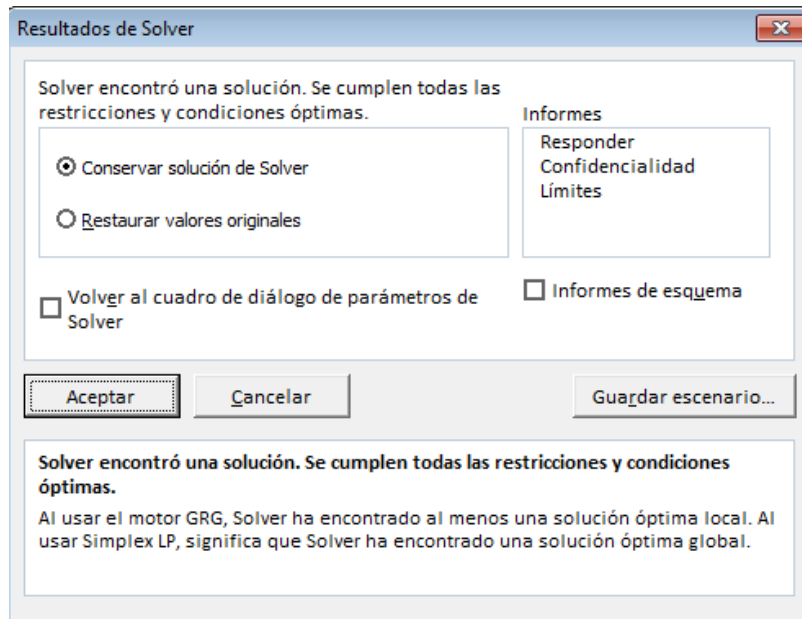 Resultados de Solver
Solver encontró una solución. Se cumplen todas las
restricciones y condiciones óptimas.
Informes
Conservar solución de Solver
Restaurar valores originales
Responder
Confidencialidad
Límites
Volver al cuadro de diálogo de parámetros de
Solver
Informes de esquema
Aceptar
Cancelar
Guardar escenario...
Solver encontró una solución. Se cumplen todas las restricciones y condiciones
óptimas.
Al usar el motor GRG, Solver ha encontrado al menos una solución óptima local. Al
usar Simplex LP, significa que Solver ha encontrado una solución óptima global.